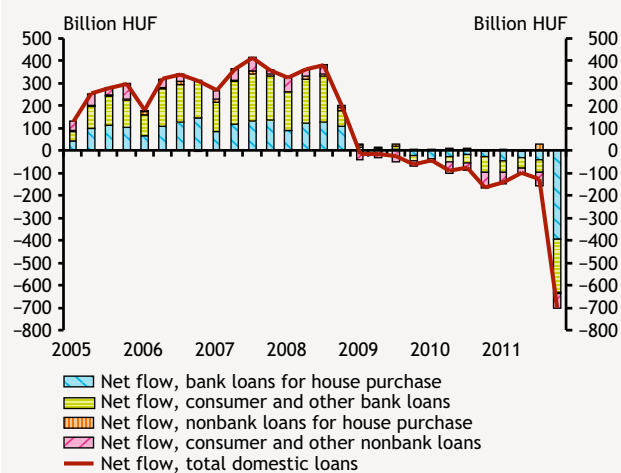 Billion HUF Billion HUF
500 500
400 400
300 300
200 200
100 100
0 0
−100 −100
−200 −200
−300 −300
−400 −400
−500 −500
−600 −600
−700 −700
−800 −800
2005 2006 2007 2008 2009 2010 2011
Net flow, bank loans for house purchase
Net flow, consumer and other bank loans
Net flow, nonbank loans for house purchase
Net flow, consumer and other nonbank loans
Net flow, total domestic loans